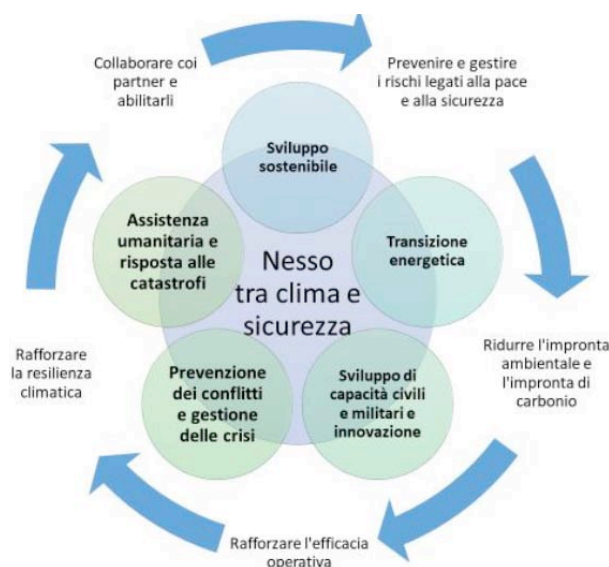 Collaborare coi
partner e
abilitarli
Prevenire e gestire
i rischi legati alla pace
e alla sicurezza
Sviluppo
sostenibile
Assistenza
umanitaria e
risposta alle
catastrofi
Transizione
energetica
Nesso
tra clima e
sicurezza
Rafforzare
la resilienza
climatica
Ridurre l'impronta
ambientale e
l'impronta di
carbonio
Prevenzione
dei conflitti
e gestione
delle crisi
Sviluppo di
capacità civili
e militari e
innovazione
Rafforzare l'efficacia
operativa